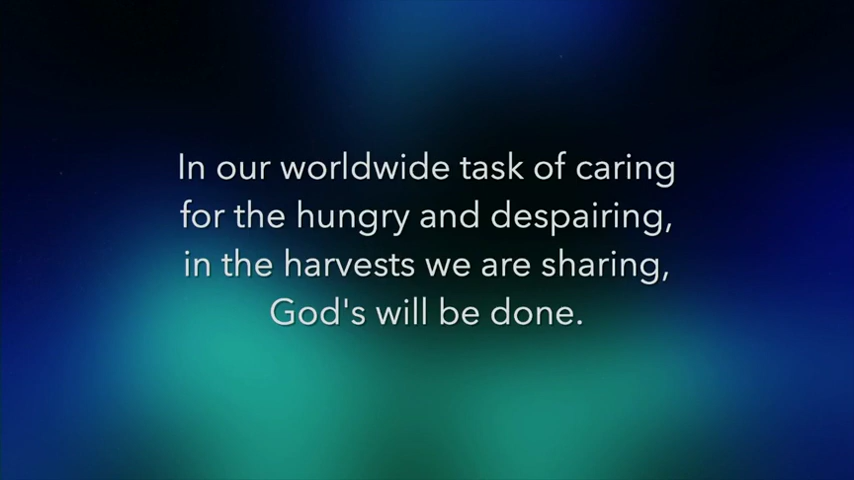 In our worldwide task of caring
for the hungry and despairing,
in the harvests we are sharing,
God's will be done.